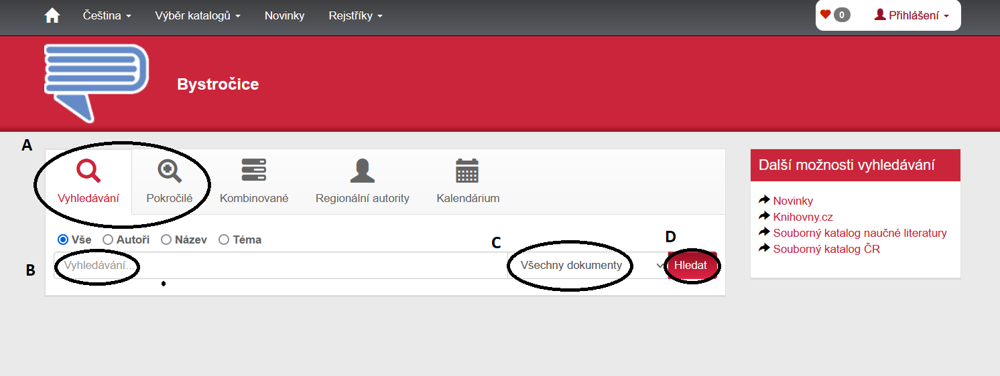 Čeština Výběr katalogů Novinky Rejstříky 0 Přihlášení
Bystročice
A
Vyhledávání Pokročilé Kombinované Regionální autority Kalendárium
Vše Autoři Název Téma
B Vyhledávání... C Všechny dokumenty D Hledat
Další možnosti vyhledávání
Novinky
Knihovny.cz
Souborný katalog naučné literatury
Souborný katalog ČR